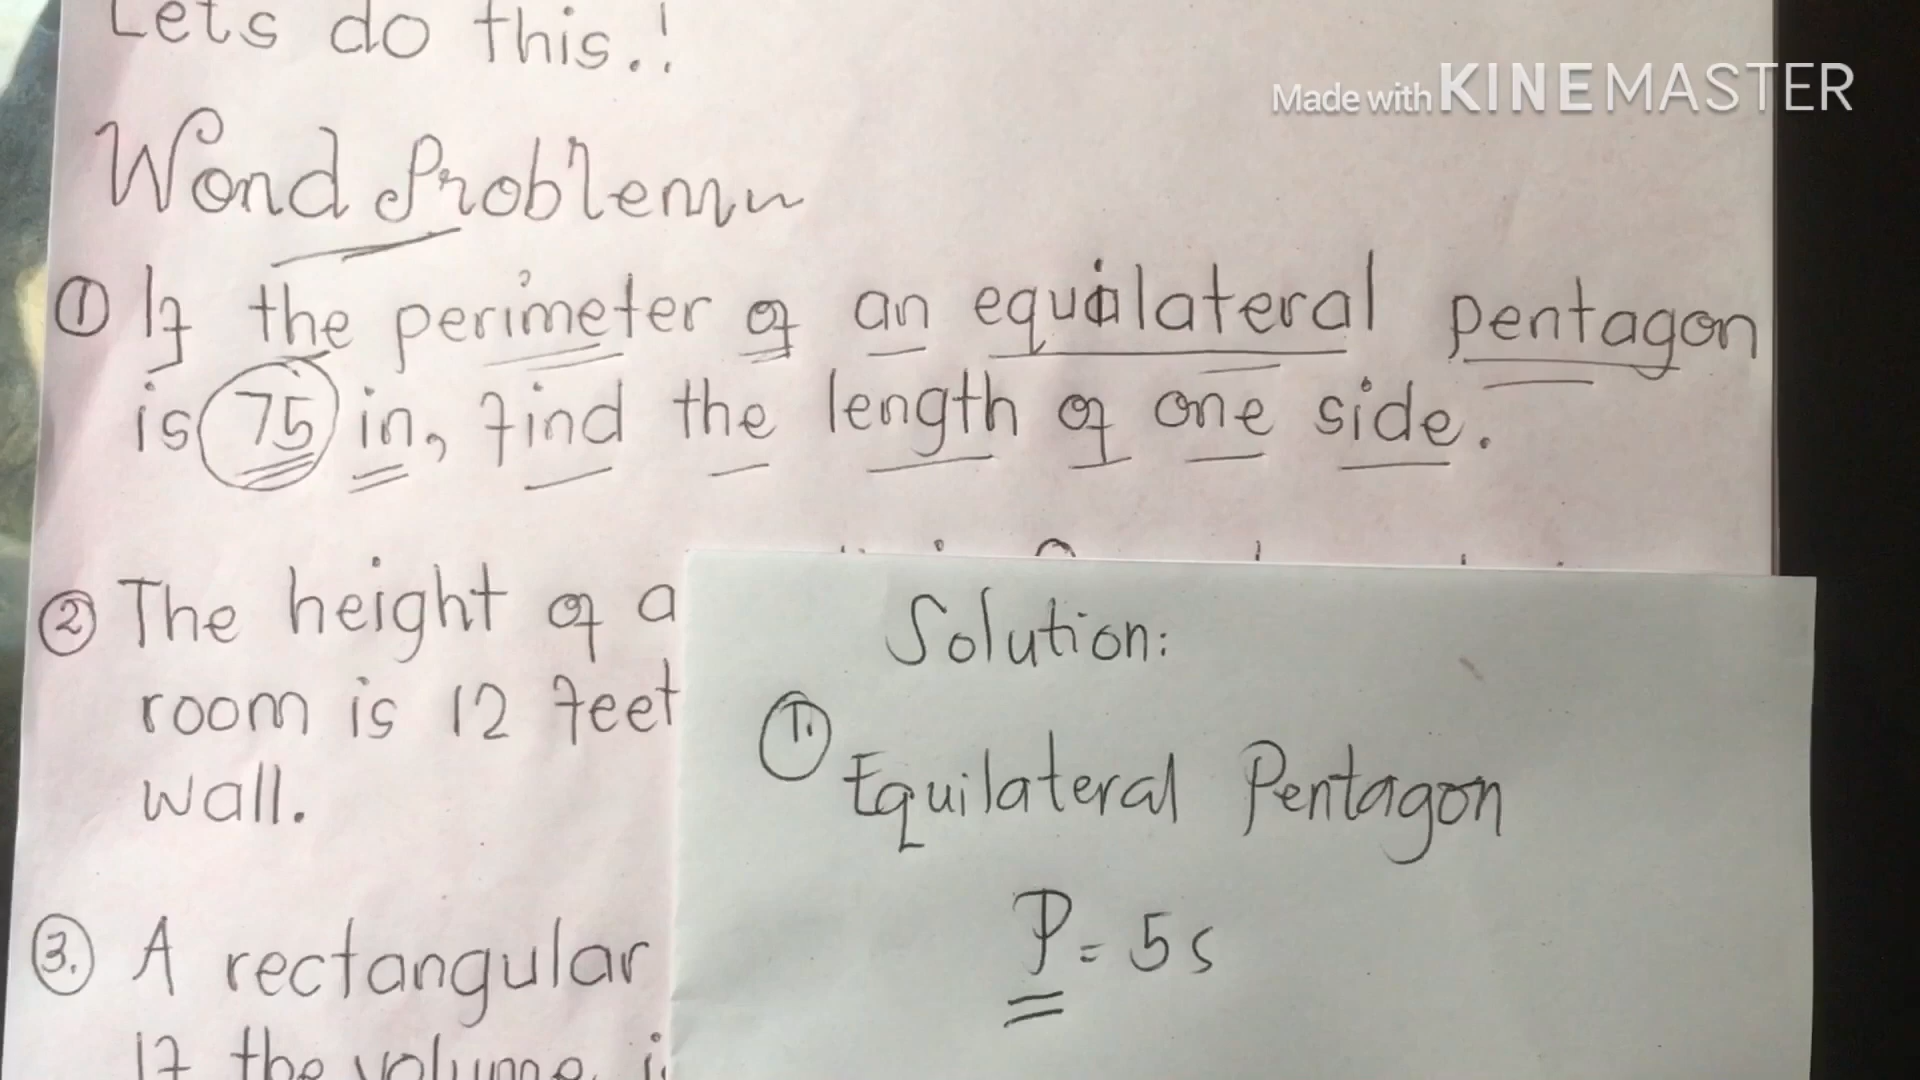 Lets do this.!
Made with KINEMASTER
Word Problem
① If the perimeter of an equilateral pentagon
is 75 in, find the length of one side.
② The height of a
room is 12 feet
wall.
③. A rectangular
If the volume
Solution:
①. Equilateral Pentagon
P = 5s